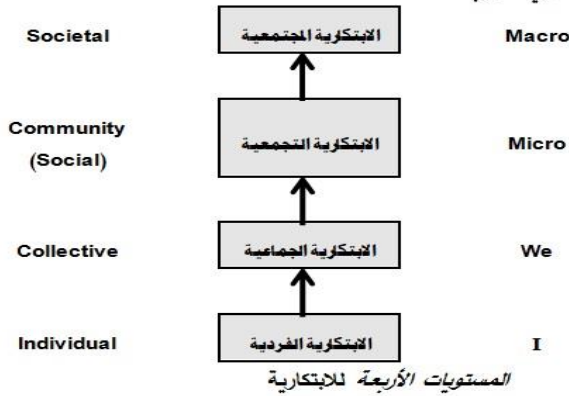 Societal الابتكارية المجتمعية Macro
Community
(Social)
الابتكارية التجمعية Micro
Collective الابتكارية الجماعية We
Individual الابتكارية الفردية I
المستويات الأربعة للابتكارية